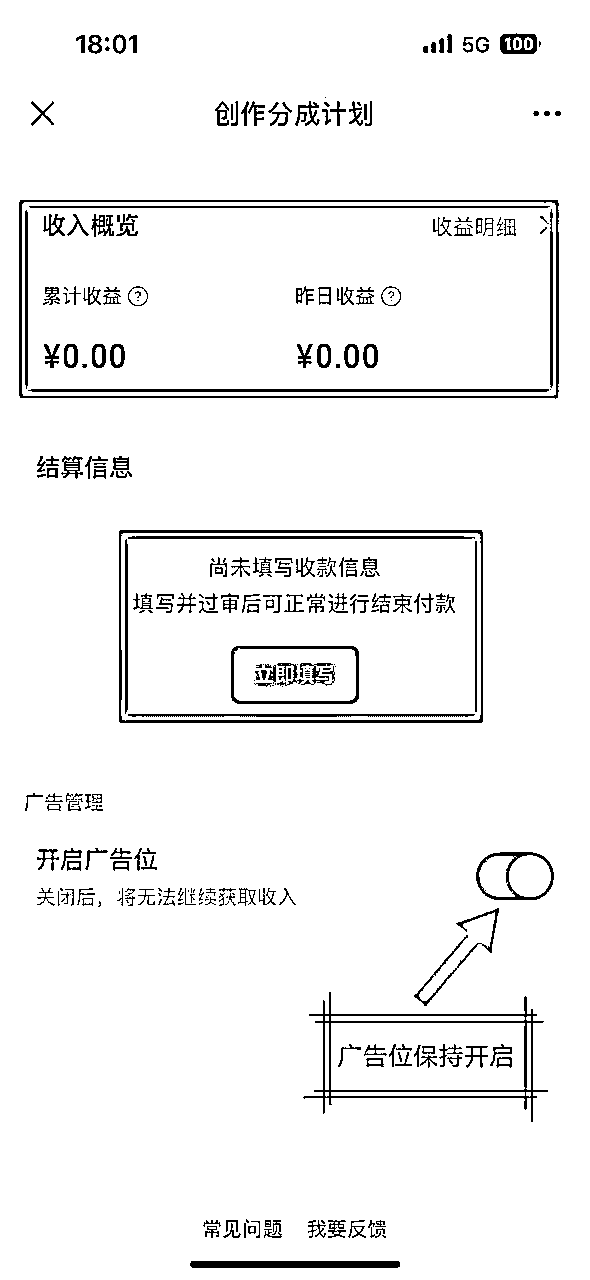 18:01 5G 100
创作分成计划
收入概览 收益明细
累计收益 ? 昨日收益 ?
¥0.00 ¥0.00
结算信息
尚未填写收款信息
填写并过审后可正常进行结束付款
立即填写
广告管理
开启广告位
关闭后，将无法继续获取收入
广告位保持开启
常见问题 我要反馈